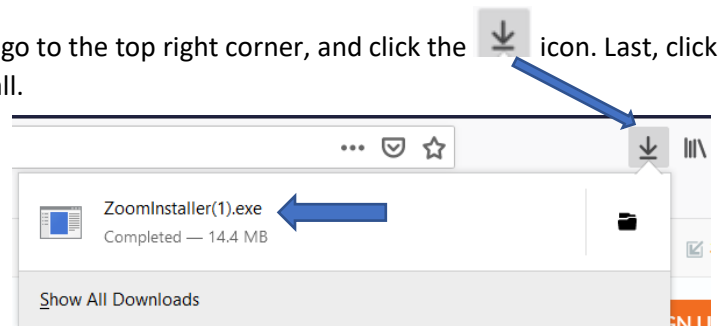 go to the top right corner, and click the icon. Last, click
ll.
ZoomInstaller(1).exe
Completed — 14.4 MB
Show All Downloads